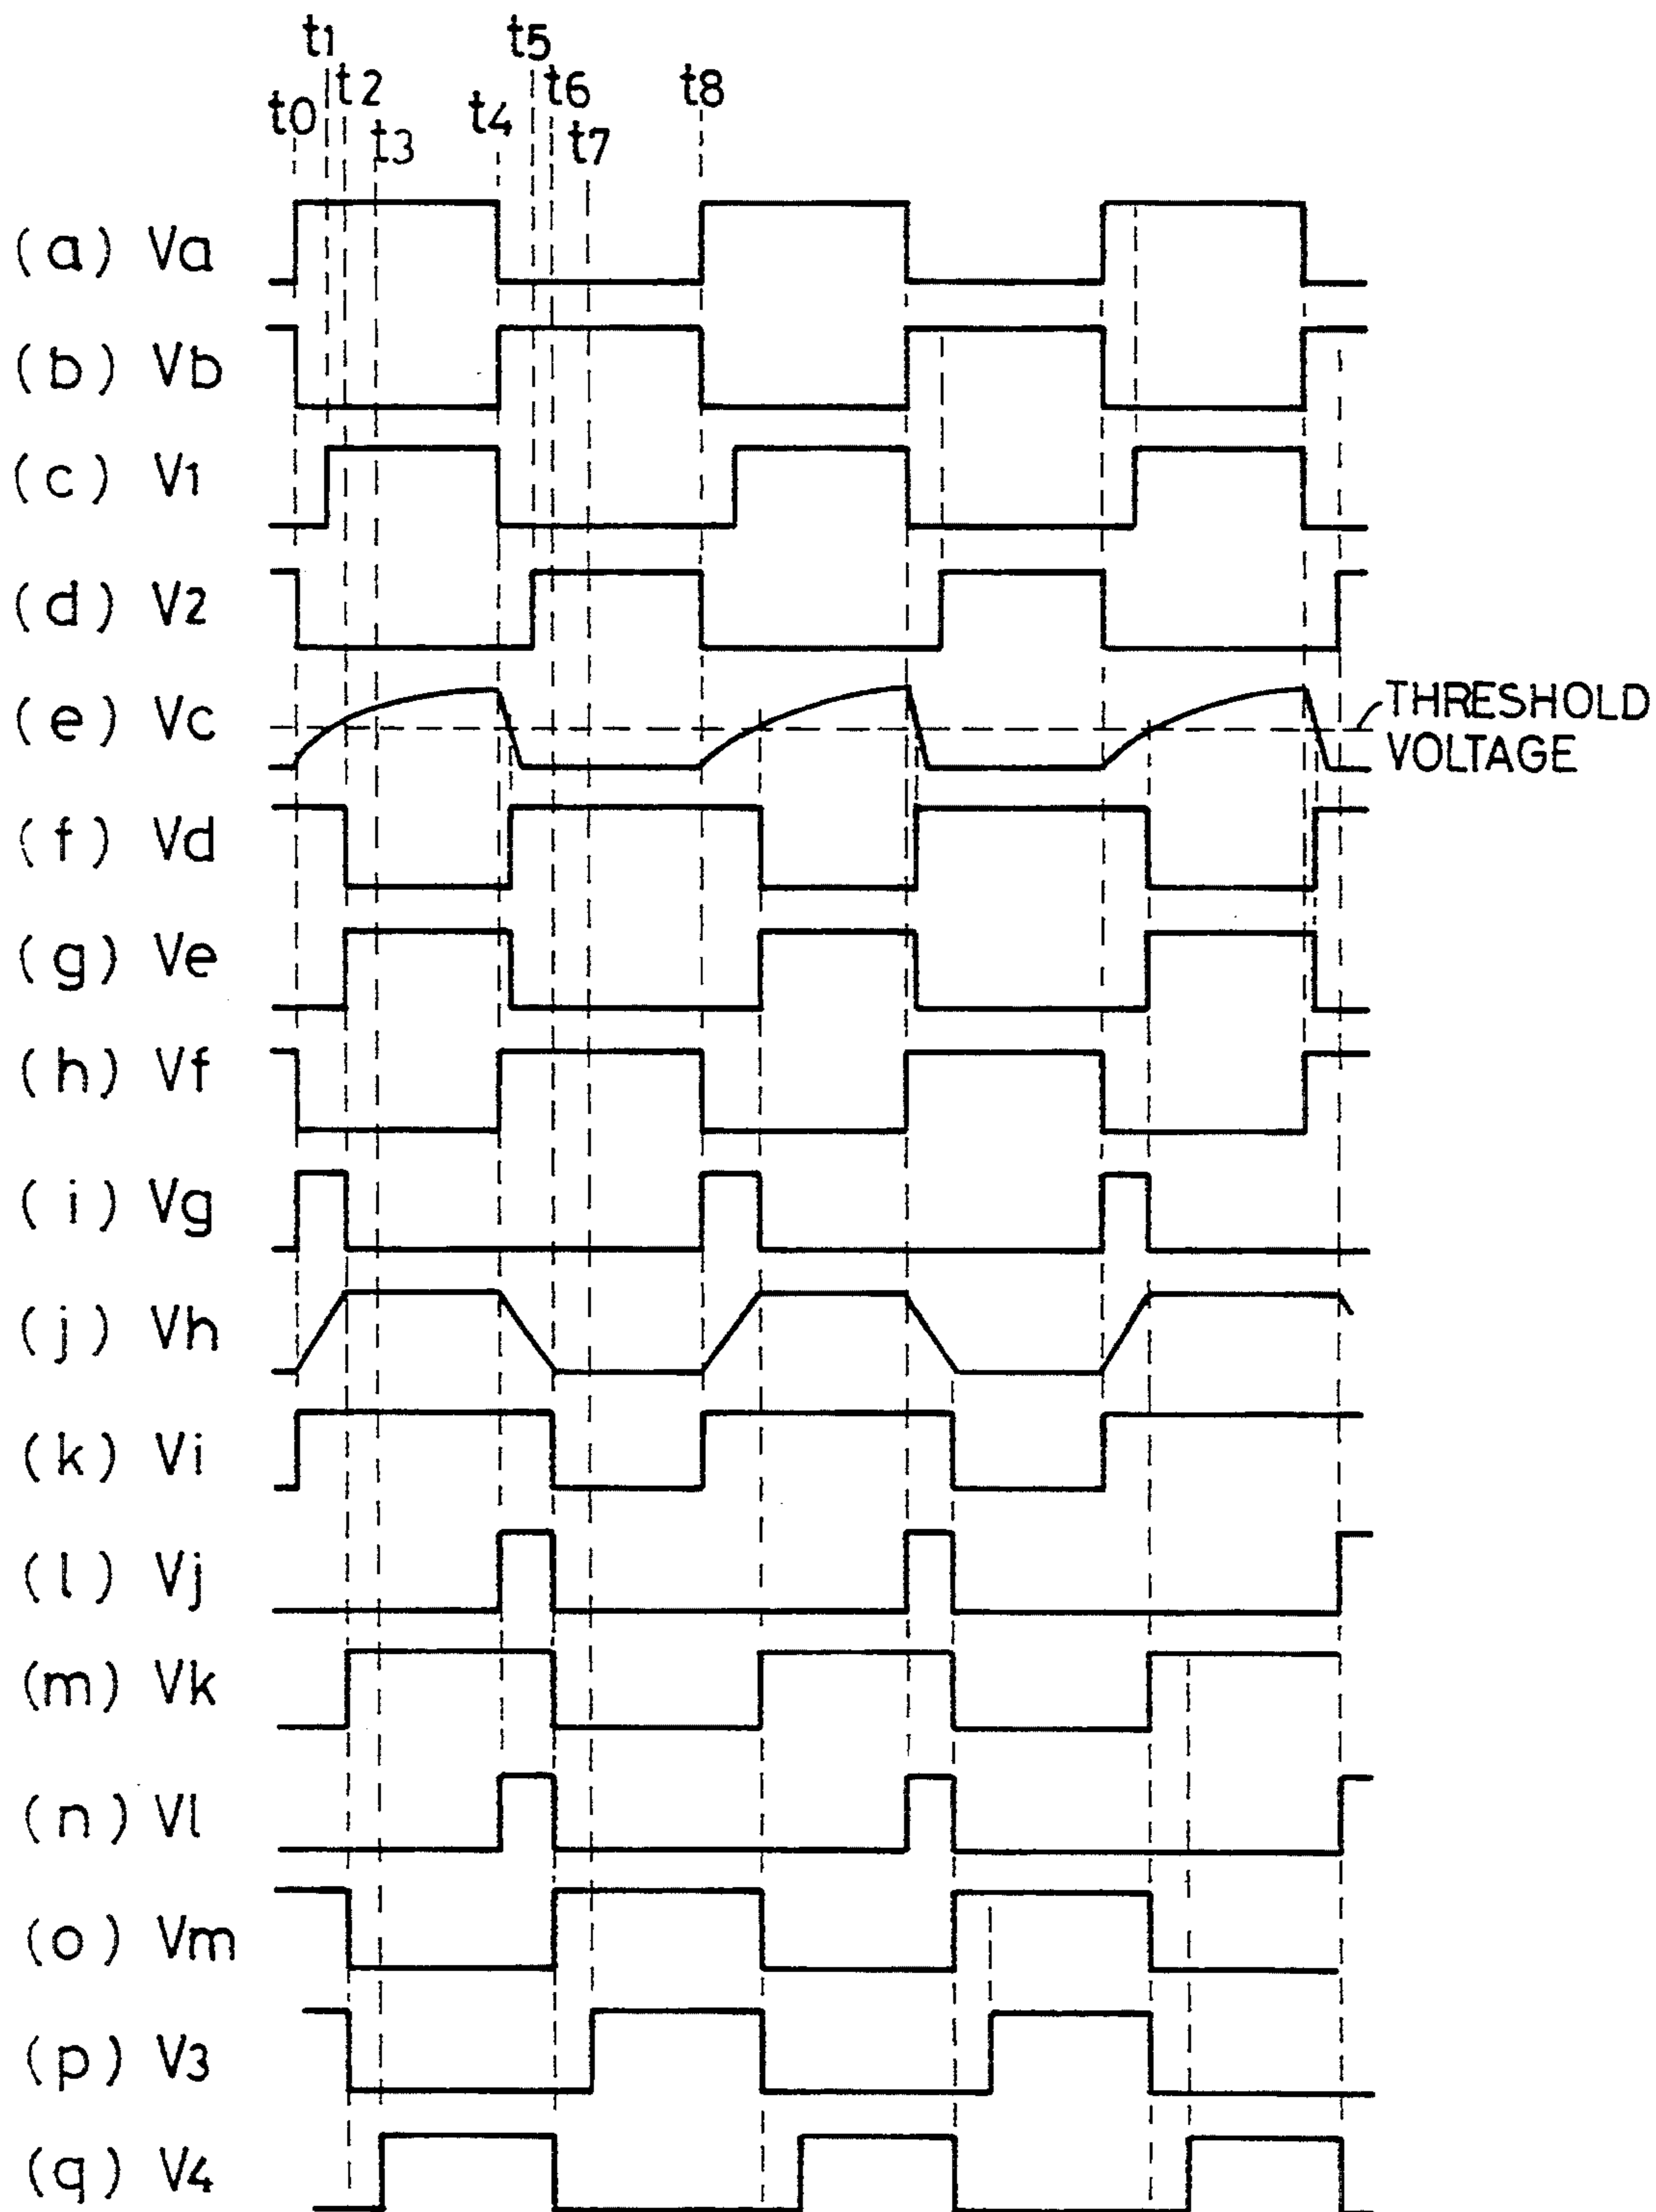 t1 t5
t2 t6 t8
t0 t4
t3 t7
(a) Va
(b) Vb
(c) V1
(d) V2
(e) Vc
THRESHOLD
VOLTAGE
(f) Vd
(g) Ve
(h) Vf
(i) Vg
(j) Vh
(k) Vi
(l) Vj
(m) Vk
(n) Vl
(o) Vm
(p) V3
(q) V4